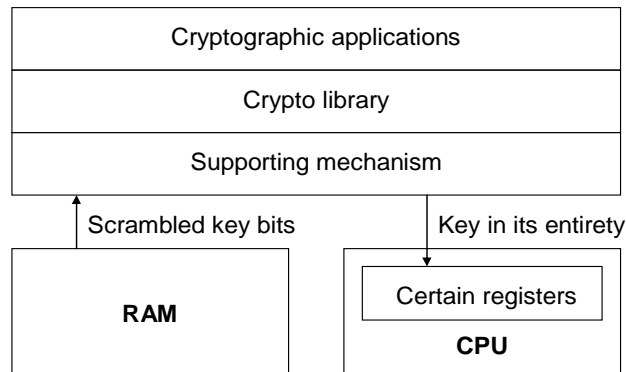 Cryptographic applications
Crypto library
Supporting mechanism
Scrambled key bits
Key in its entirety
RAM
Certain registers
CPU